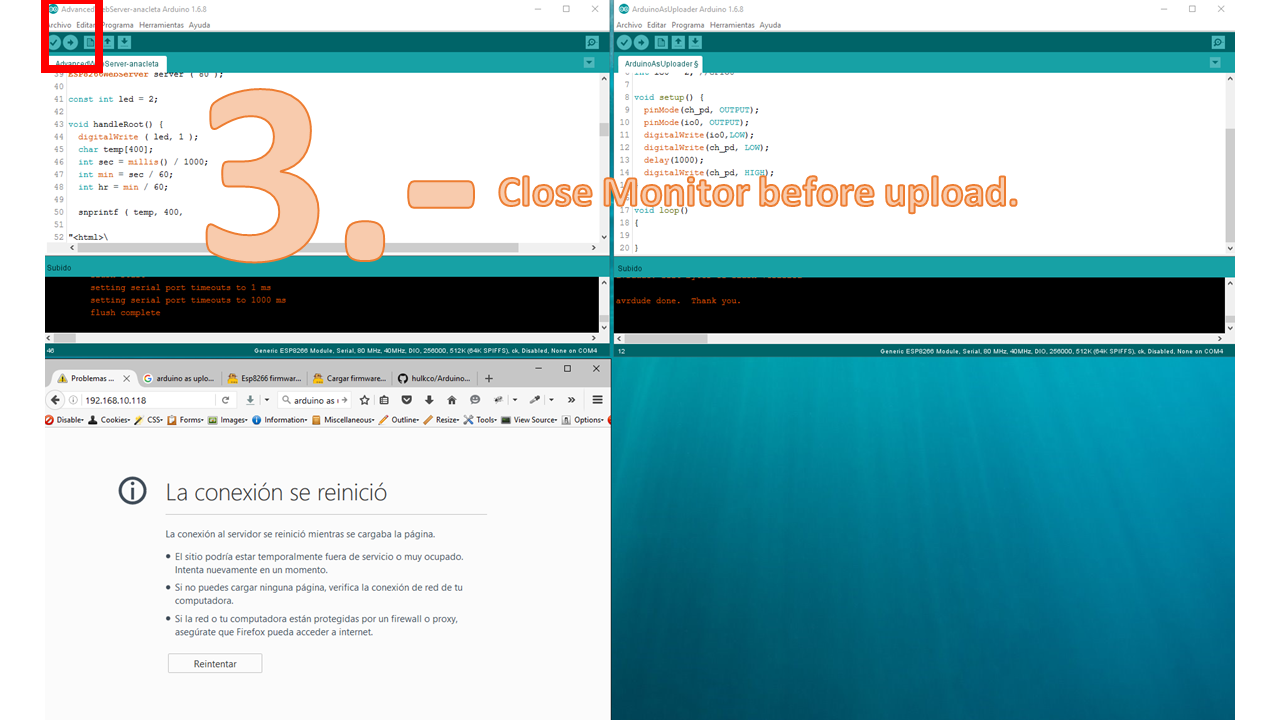 AdvancedWebServer-anacleta Arduino 1.6.8
Archivo Editar Programa Herramientas Ayuda
AdvancedWebServer-anacleta
39 ESP8266WebServer server ( 80 );
40
41 const int led = 2;
42
43 void handleRoot() {
44 digitalWrite ( led, 1 );
45 char temp[400];
46 int sec = millis() / 1000;
47 int min = sec / 60;
48 int hr = min / 60;
49
50 snprintf ( temp, 400,
51
52 "<html>\
Subido
setting serial port timeouts to 1 ms
setting serial port timeouts to 1000 ms
flush complete
46 Generic ESP8266 Module, Serial, 80 MHz, 40MHz, DIO, 256000, 512K (64K SPIFFS), ck, Disabled, None on COM4
ArduinoAsUploader Arduino 1.6.8
Archivo Editar Programa Herramientas Ayuda
ArduinoAsUploader §
7
8 void setup() {
9 pinMode(ch_pd, OUTPUT);
10 pinMode(io0, OUTPUT);
11 digitalWrite(io0,LOW);
12 digitalWrite(ch_pd, LOW);
13 delay(1000);
14 digitalWrite(ch_pd, HIGH);
17 void loop()
18 {
19
20 }
Subido
avrdude done. Thank you.
12 Generic ESP8266 Module, Serial, 80 MHz, 40MHz, DIO, 256000, 512K (64K SPIFFS), ck, Disabled, None on COM4
3.- Close Monitor before upload.
Problemas ... arduino as uplo... Esp8266 firmwar... Cargar firmware... hulkco/Arduino...
192.168.10.118 arduino as
Disable Cookies CSS Forms Images Information Miscellaneous Outline Resize Tools View Source Options
La conexión se reinició
La conexión al servidor se reinició mientras se cargaba la página.
El sitio podría estar temporalmente fuera de servicio o muy ocupado.
Intenta nuevamente en un momento.
Si no puedes cargar ninguna página, verifica la conexión de red de tu
computadora.
Si la red o tu computadora están protegidas por un firewall o proxy,
asegúrate que Firefox pueda acceder a internet.
Reintentar